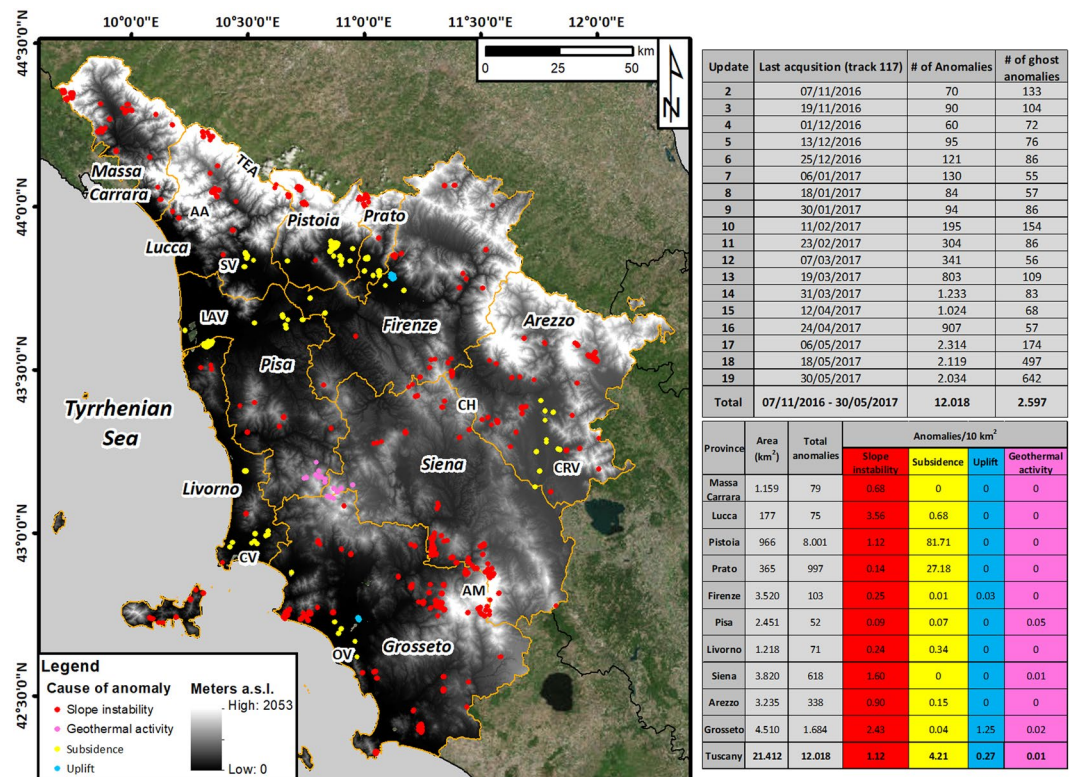 10°0'0"E 10°30'0"E 11°0'0"E 11°30'0"E 12°0'0"E
44°30'0"N
44°0'0"N
43°30'0"N
43°0'0"N
42°30'0"N
km
0 25 50
N
Massa
Carrara
TEA
AA
Pistoia
Prato
Lucca
SV
LAV
Firenze
Arezzo
Pisa
Tyrrhenian
Sea
CH
Siena
CRV
Livorno
CV
AM
OV
Grosseto
Legend
Cause of anomaly
Slope instability
Geothermal activity
Subsidence
Uplift
Meters a.s.l.
High: 2053
Low: 0
Update Last acqusition (track 117) # of Anomalies # of ghost anomalies
2 07/11/2016 70 133
3 19/11/2016 90 104
4 01/12/2016 60 72
5 13/12/2016 95 76
6 25/12/2016 121 86
7 06/01/2017 130 55
8 18/01/2017 84 57
9 30/01/2017 94 86
10 11/02/2017 195 154
11 23/02/2017 304 86
12 07/03/2017 341 56
13 19/03/2017 803 109
14 31/03/2017 1.233 83
15 12/04/2017 1.024 68
16 24/04/2017 907 57
17 06/05/2017 2.314 174
18 18/05/2017 2.119 497
19 30/05/2017 2.034 642
Total 07/11/2016 - 30/05/2017 12.018 2.597
Province Area (km²) Total anomalies Anomalies/10 km²
Slope instability Subsidence Uplift Geothermal activity
Massa Carrara 1.159 79 0.68 0 0 0
Lucca 177 75 3.56 0.68 0 0
Pistoia 966 8.001 1.12 81.71 0 0
Prato 365 997 0.14 27.18 0 0
Firenze 3.520 103 0.25 0.01 0.03 0
Pisa 2.451 52 0.09 0.07 0 0.05
Livorno 1.218 71 0.24 0.34 0 0
Siena 3.820 618 1.60 0 0 0.01
Arezzo 3.235 338 0.90 0.15 0 0
Grosseto 4.510 1.684 2.43 0.04 1.25 0.02
Tuscany 21.412 12.018 1.12 4.21 0.27 0.01